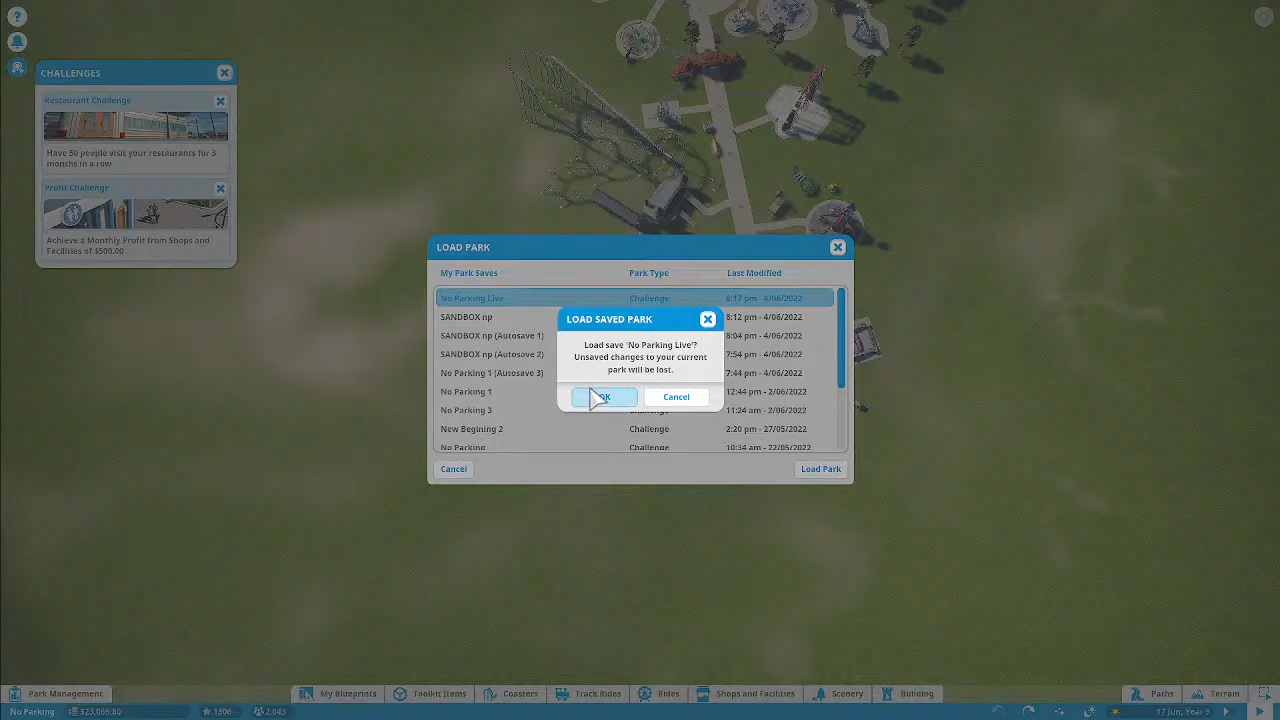 ?
CHALLENGES
Restaurant Challenge
Have 50 people visit your restaurants for 3
months in a row
Profit Challenge
Achieve a Monthly Profit from Shops and
Facilities of $500.00
LOAD PARK
My Park Saves Park Type Last Modified
No Parking Live Challenge 8:17 pm - 4/06/2022
SANDBOX np 8:12 pm - 4/06/2022
SANDBOX np (Autosave 1) 8:04 pm - 4/06/2022
SANDBOX np (Autosave 2) 7:54 pm - 4/06/2022
No Parking 1 (Autosave 3) 7:44 pm - 4/06/2022
No Parking 1 12:44 pm - 2/06/2022
No Parking 3 Challenge 11:24 am - 2/06/2022
New Begining 2 Challenge 2:20 pm - 27/05/2022
No Parking Challenge 10:34 am - 22/05/2022
Cancel Load Park
LOAD SAVED PARK
Load save 'No Parking Live'?
Unsaved changes to your current
park will be lost.
OK Cancel
Park Management My Blueprints Toolkit Items Coasters Track Rides Rides Shops and Facilities Scenery Building Paths Terrain
No Parking $23,069.80 1306 2,043 17 Jun, Year 9